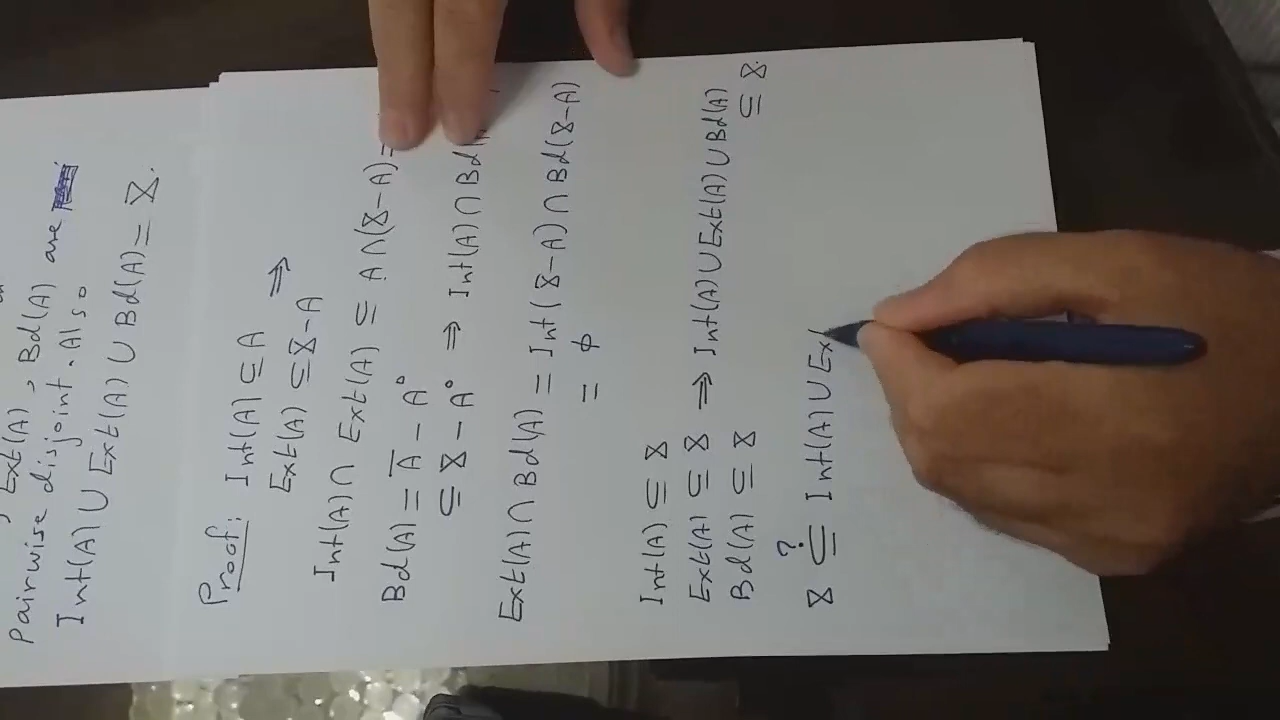 , Ext(A), Bd(A) are
Pairwise disjoint. Also
Int(A) ∪ Ext(A) ∪ Bd(A) = X.
Proof: Int(A) ⊆ A
Ext(A) ⊆ X-A ⇒
Int(A) ∩ Ext(A) ⊆ A∩(X-A)=
Bd(A) = A̅ - A°
⊆ X - A° ⇒ Int(A) ∩ Bd
Ext(A) ∩ Bd(A) = Int(X-A) ∩ Bd(X-A)
= ϕ
Int(A) ⊆ X
Ext(A) ⊆ X ⇒ Int(A) ∪ Ext(A) ∪ Bd(A)
Bd(A) ⊆ X ⊆ X.
?
X ⊆ Int(A) ∪ Ex